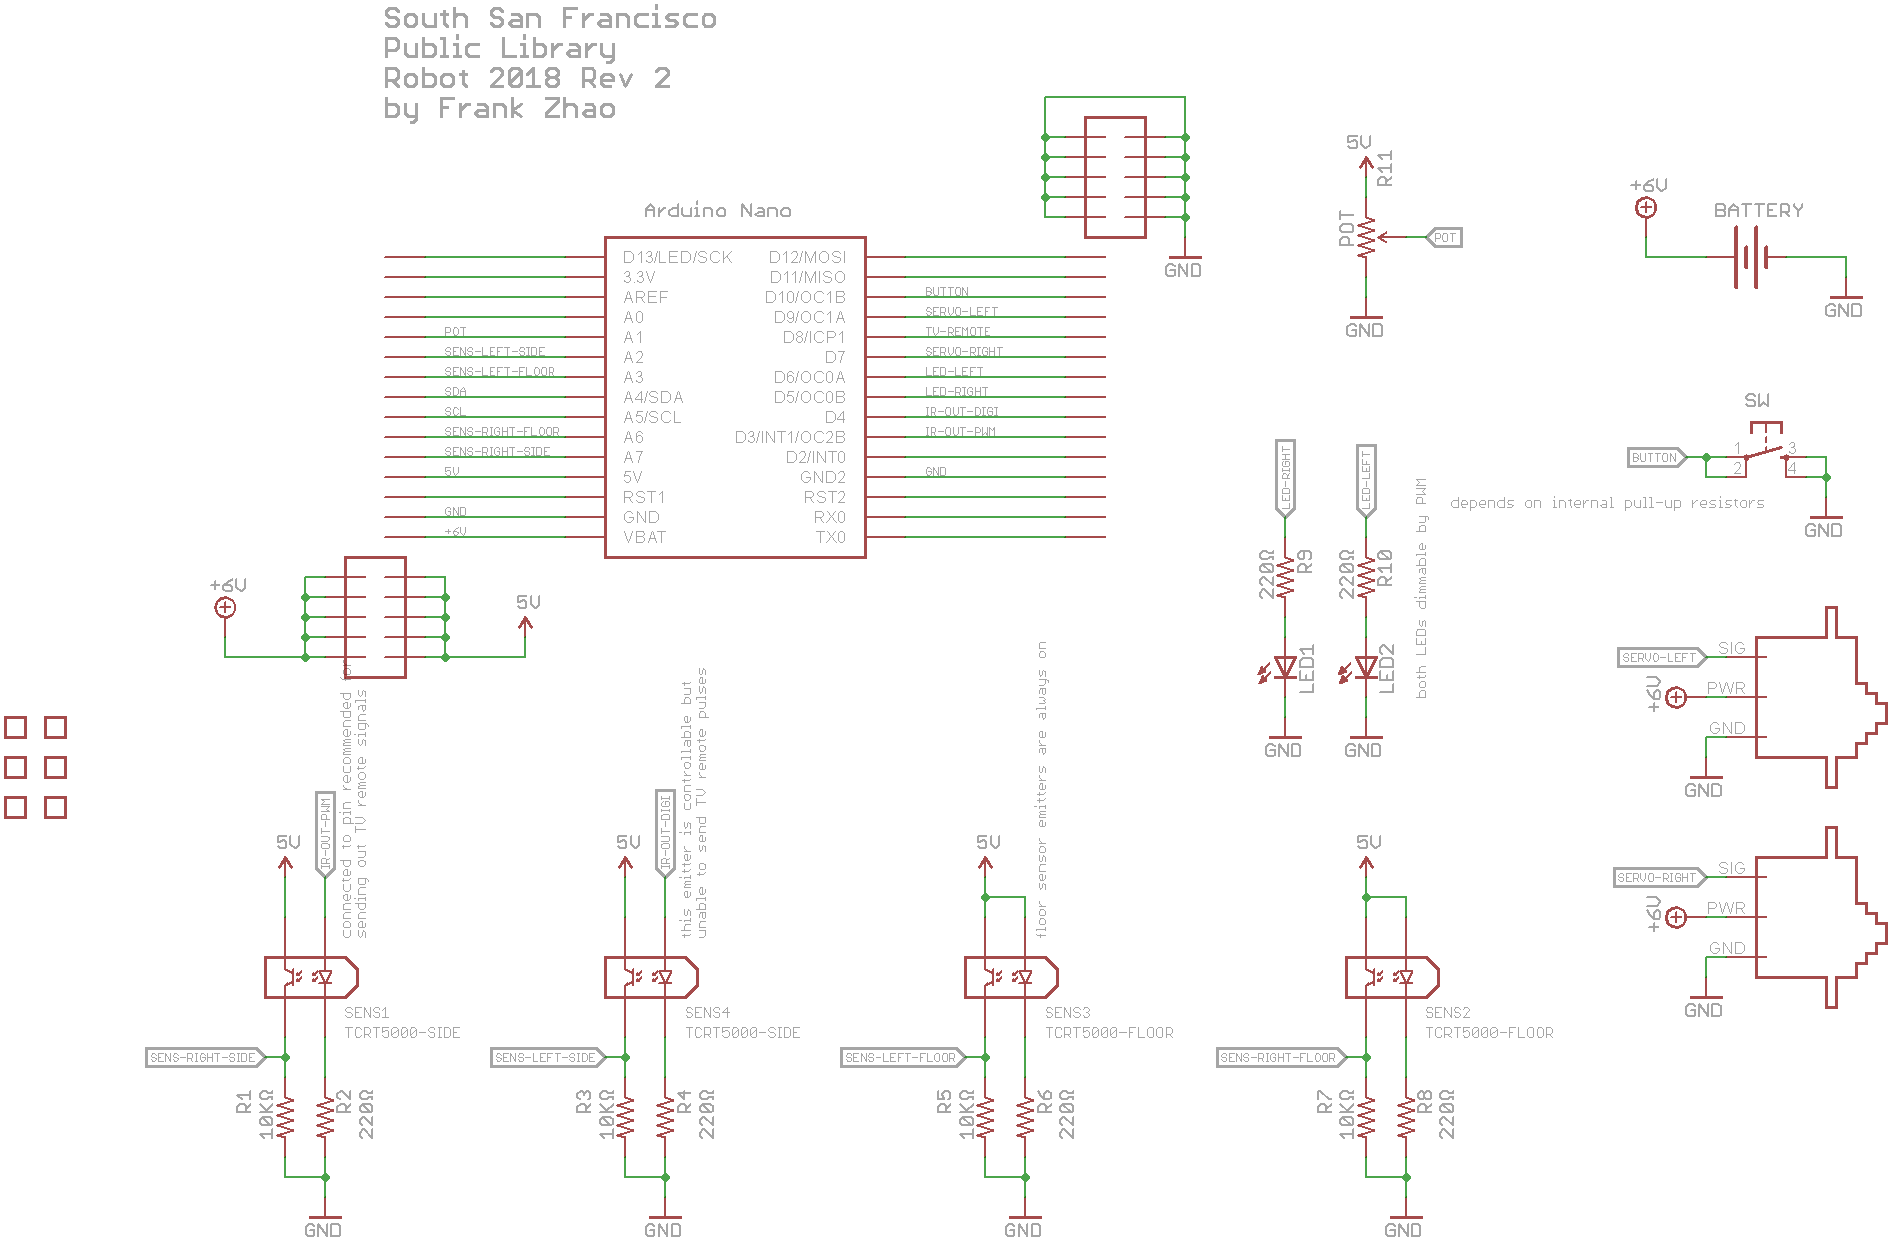 South San Francisco
Public Library
Robot 2018 Rev 2
by Frank Zhao
GND
Arduino Nano
D13/LED/SCK
3.3V
AREF
A0
A1
A2
A3
A4/SDA
A5/SCL
A6
A7
5V
RST1
GND
VBAT
D12/MOSI
D11/MISO
D10/OC1B
D9/OC1A
D8/ICP1
D7
D6/OC0A
D5/OC0B
D4
D3/INT1/OC2B
D2/INT0
GND2
RST2
RX0
TX0
POT
SENS-LEFT-SIDE
SENS-LEFT-FLOOR
SDA
SCL
SENS-RIGHT-FLOOR
SENS-RIGHT-SIDE
5V
GND
+6V
BUTTON
SERVO-LEFT
TV-REMOTE
SERVO-RIGHT
LED-LEFT
LED-RIGHT
IR-OUT-DIGI
IR-OUT-PWM
GND
5V
R11
POT
POT
GND
+6V
BATTERY
GND
SW
BUTTON
1
2
3
4
GND
depends on internal pull-up resistors
LED-RIGHT
220Ω
R9
LED1
GND
LED-LEFT
220Ω
R10
LED2
GND
both LEDs dimmable by PWM
+6V
5V
SERVO-LEFT
SIG
+6V
PWR
GND
GND
SERVO-RIGHT
SIG
+6V
PWR
GND
GND
5V
IR-OUT-PWM
connected to pin recommended for
sending out TV remote signals
SENS1
TCRT5000-SIDE
SENS-RIGHT-SIDE
R1
10KΩ
R2
220Ω
GND
5V
IR-OUT-DIGI
this emitter is controllable but
unable to send TV remote pulses
SENS4
TCRT5000-SIDE
SENS-LEFT-SIDE
R3
10KΩ
R4
220Ω
GND
5V
floor sensor emitters are always on
SENS3
TCRT5000-FLOOR
SENS-LEFT-FLOOR
R5
10KΩ
R6
220Ω
GND
5V
SENS2
TCRT5000-FLOOR
SENS-RIGHT-FLOOR
R7
10KΩ
R8
220Ω
GND